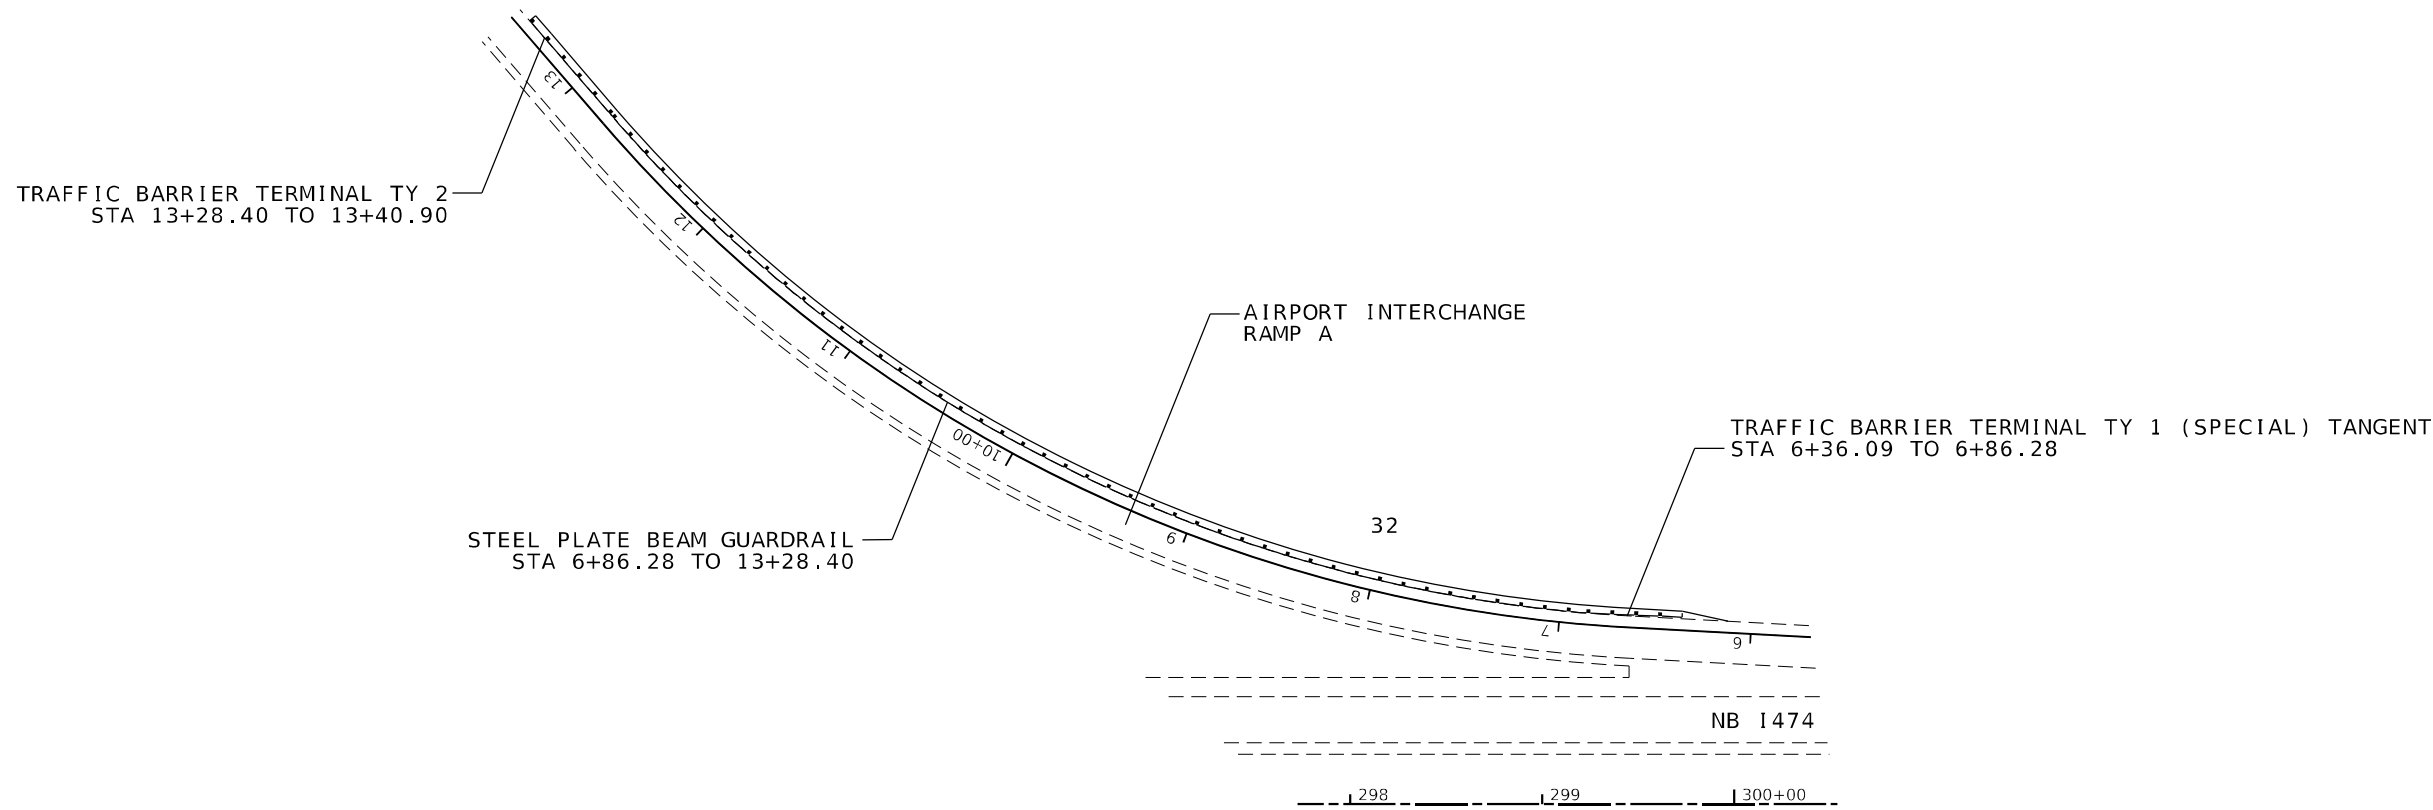 13
TRAFFIC BARRIER TERMINAL TY 2
STA 13+28.40 TO 13+40.90
12
AIRPORT INTERCHANGE
RAMP A
11
TRAFFIC BARRIER TERMINAL TY 1 (SPECIAL) TANGENT
STA 6+36.09 TO 6+86.28
10+00
32
STEEL PLATE BEAM GUARDRAIL
STA 6+86.28 TO 13+28.40
9
8
7
6
NB I474
298
299
300+00